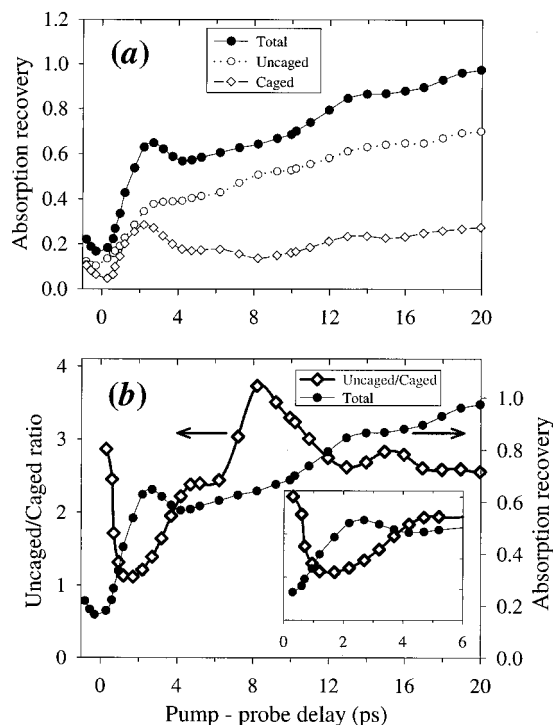 (a)
Total
Uncaged
Caged
Absorption recovery
1.2
1.0
0.8
0.6
0.4
0.2
0.0
0 4 8 12 16 20
(b)
Uncaged/Caged
Total
Uncaged/Caged ratio
4
3
2
1
0
Absorption recovery
1.0
0.8
0.6
0.4
0.2
0.0
0 2 4 6
0 4 8 12 16 20
Pump - probe delay (ps)